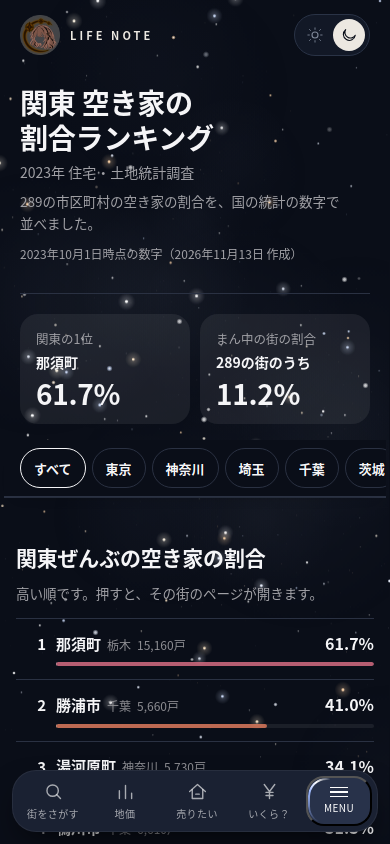 LIFE NOTE
関東 空き家の
割合ランキング
2023年 住宅・土地統計調査
289の市区町村の空き家の割合を、国の統計の数字で
並べました。
2023年10月1日時点の数字（2026年11月13日 作成）
関東の1位
那須町
61.7%
まん中の街の割合
289の街のうち
11.2%
すべて
東京
神奈川
埼玉
千葉
茨城
関東ぜんぶの空き家の割合
高い順です。押すと、その街のページが開きます。
1 那須町 栃木 15,160戸 61.7%
2 勝浦市 千葉 5,660戸 41.0%
3 湯河原町 神奈川 5,730戸 34.1%
街をさがす
地価
売りたい
いくら？
MENU